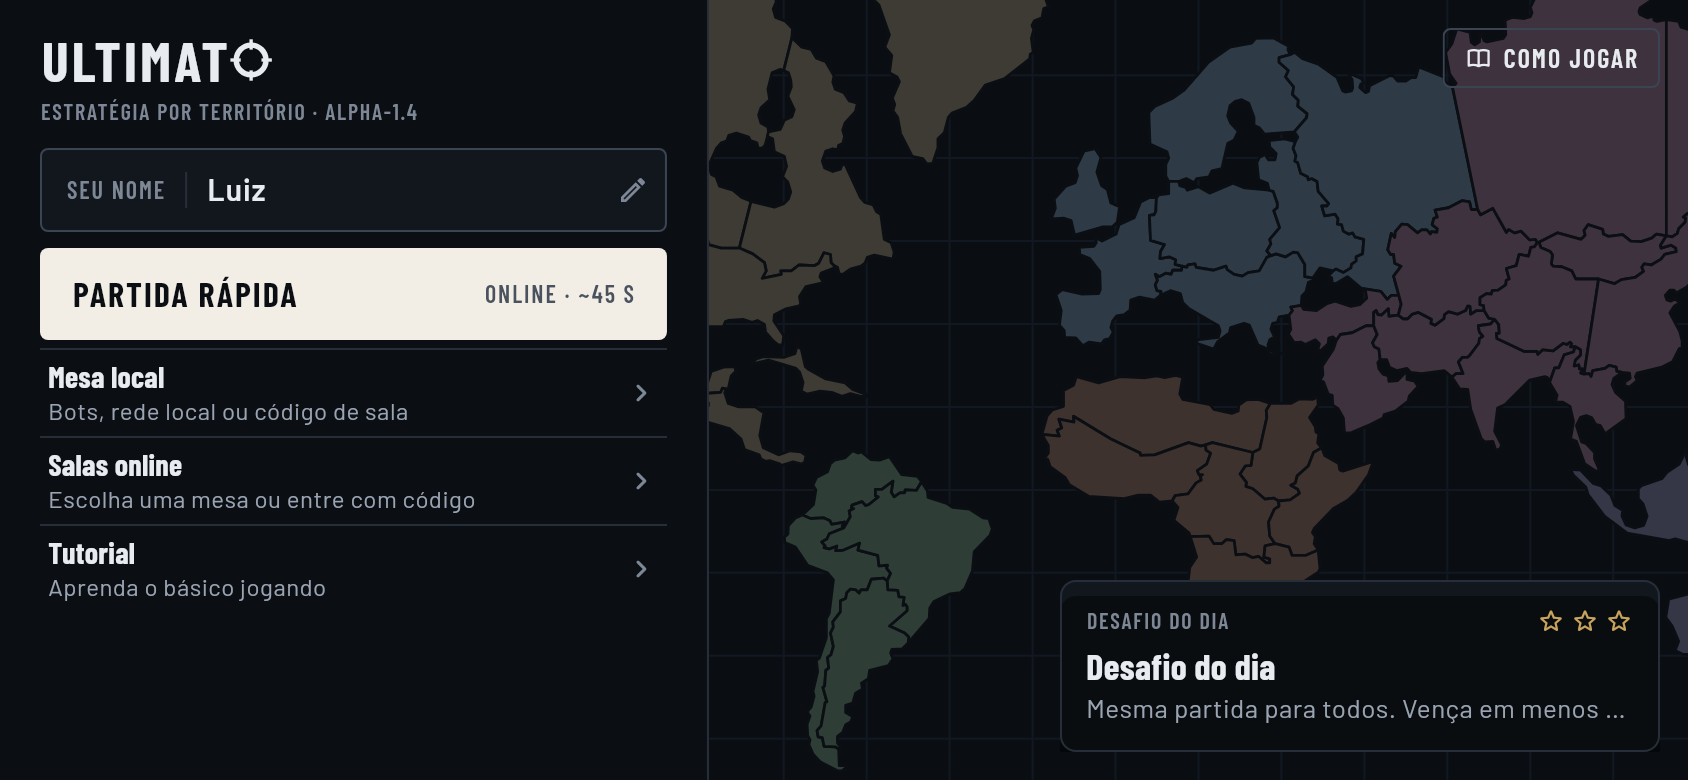 ULTIMATO
ESTRATÉGIA POR TERRITÓRIO · ALPHA-1.4
SEU NOME Luiz
PARTIDA RÁPIDA ONLINE · ~45 S
Mesa local
Bots, rede local ou código de sala
Salas online
Escolha uma mesa ou entre com código
Tutorial
Aprenda o básico jogando
COMO JOGAR
DESAFIO DO DIA
Desafio do dia
Mesma partida para todos. Vença em menos ...